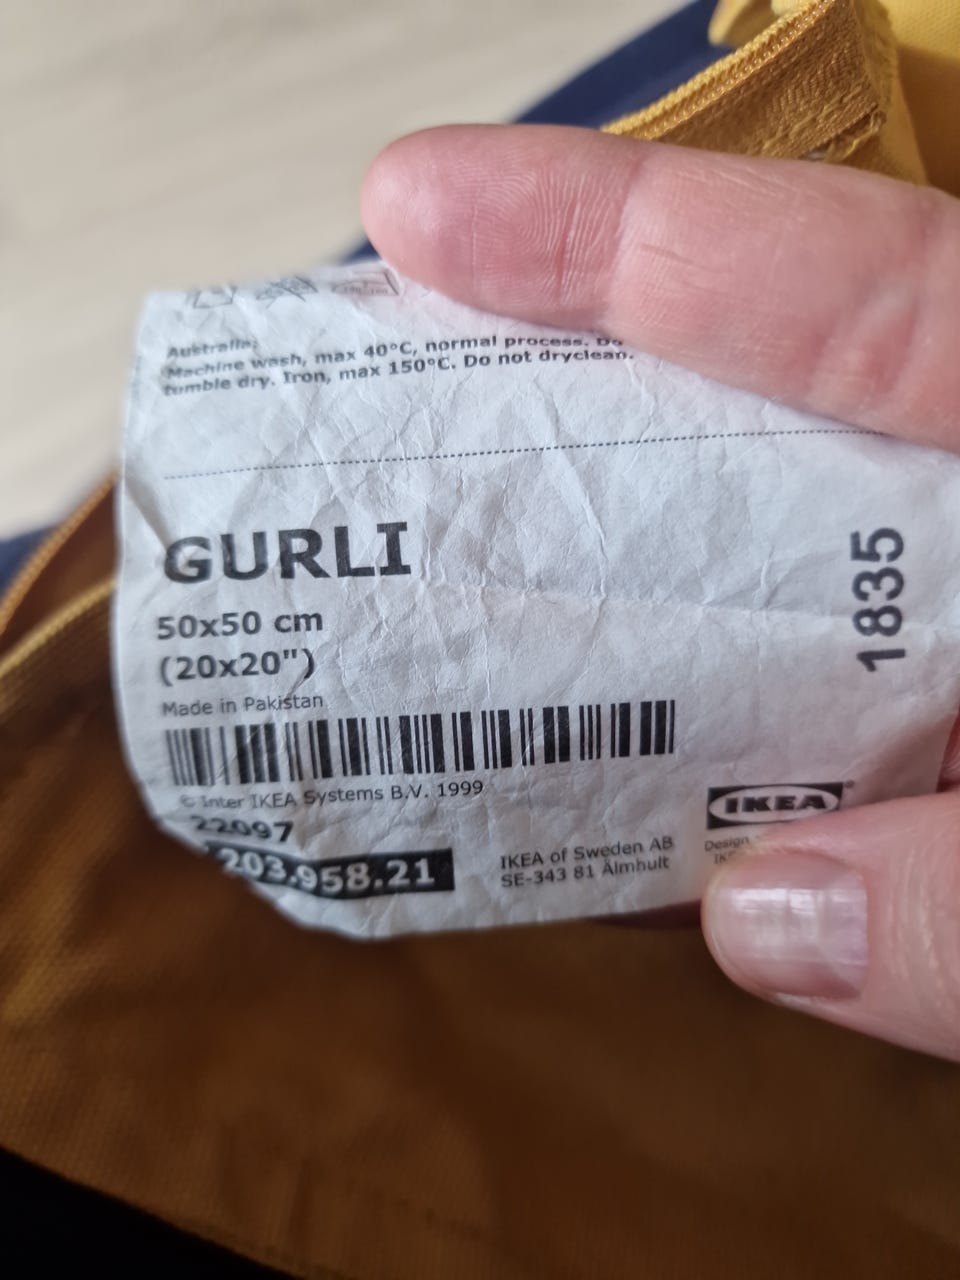 Australia:
Machine wash, max 40°C, normal process. Do
tumble dry. Iron, max 150°C. Do not dryclean.
GURLI
50x50 cm
(20x20")
Made in Pakistan
1835
© Inter IKEA Systems B.V. 1999
22097
203.958.21
IKEA of Sweden AB
SE-343 81 Älmhult
IKEA®
Design